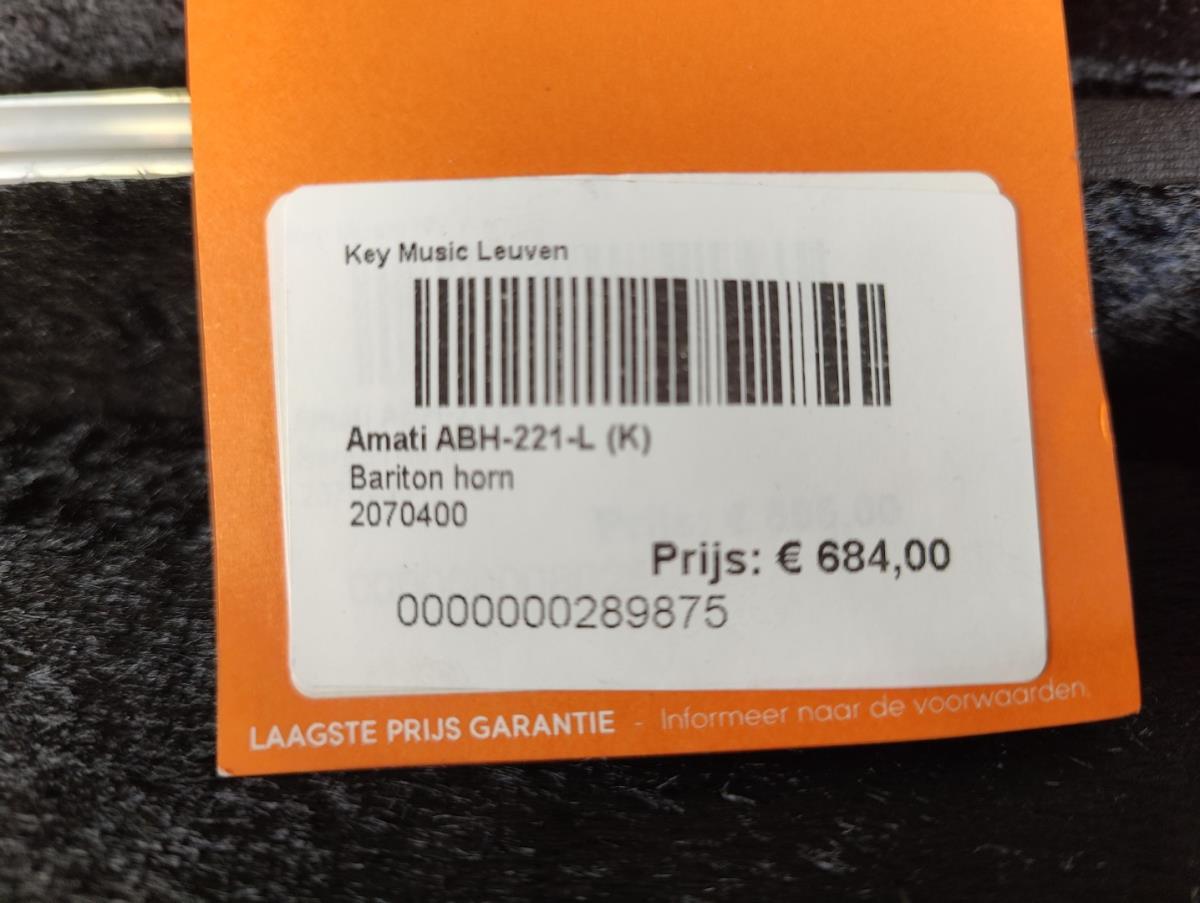 Key Music Leuven
Amati ABH-221-L (K)
Bariton horn
2070400
Prijs: € 684,00
0000000289875
LAAGSTE PRIJS GARANTIE - Informeer naar de voorwaarden.